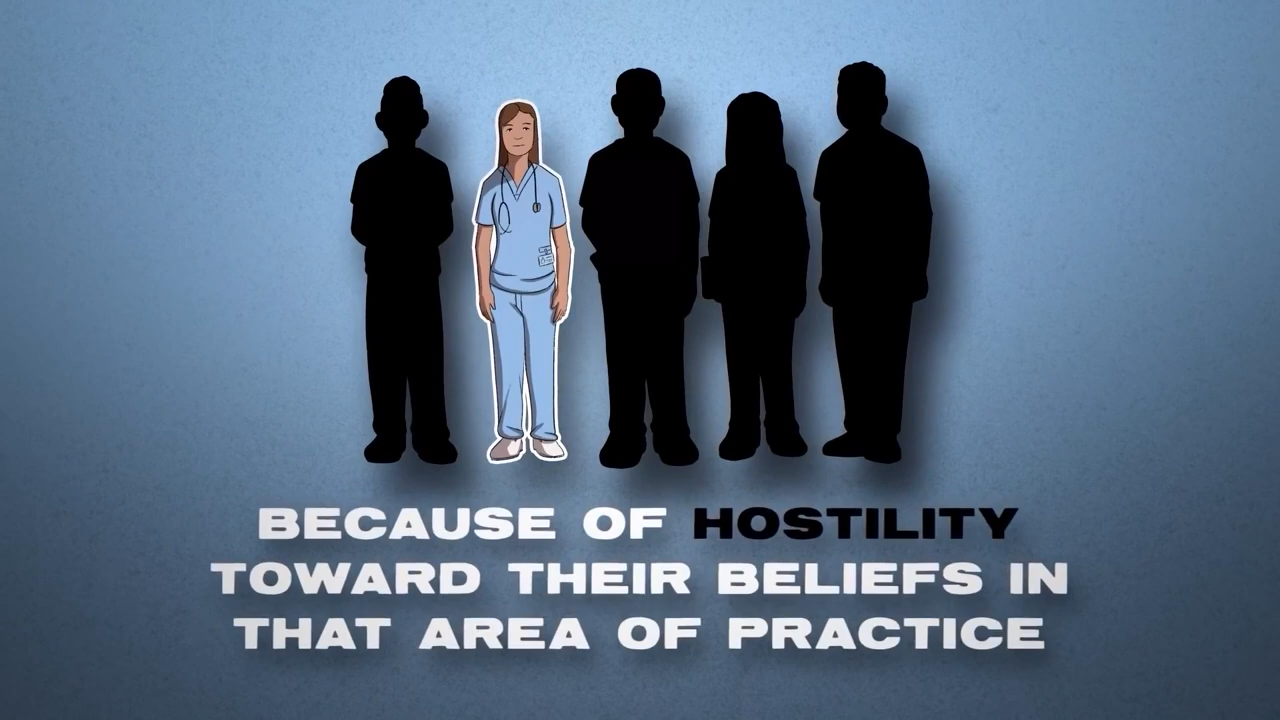 BECAUSE OF HOSTILITY
TOWARD THEIR BELIEFS IN
THAT AREA OF PRACTICE